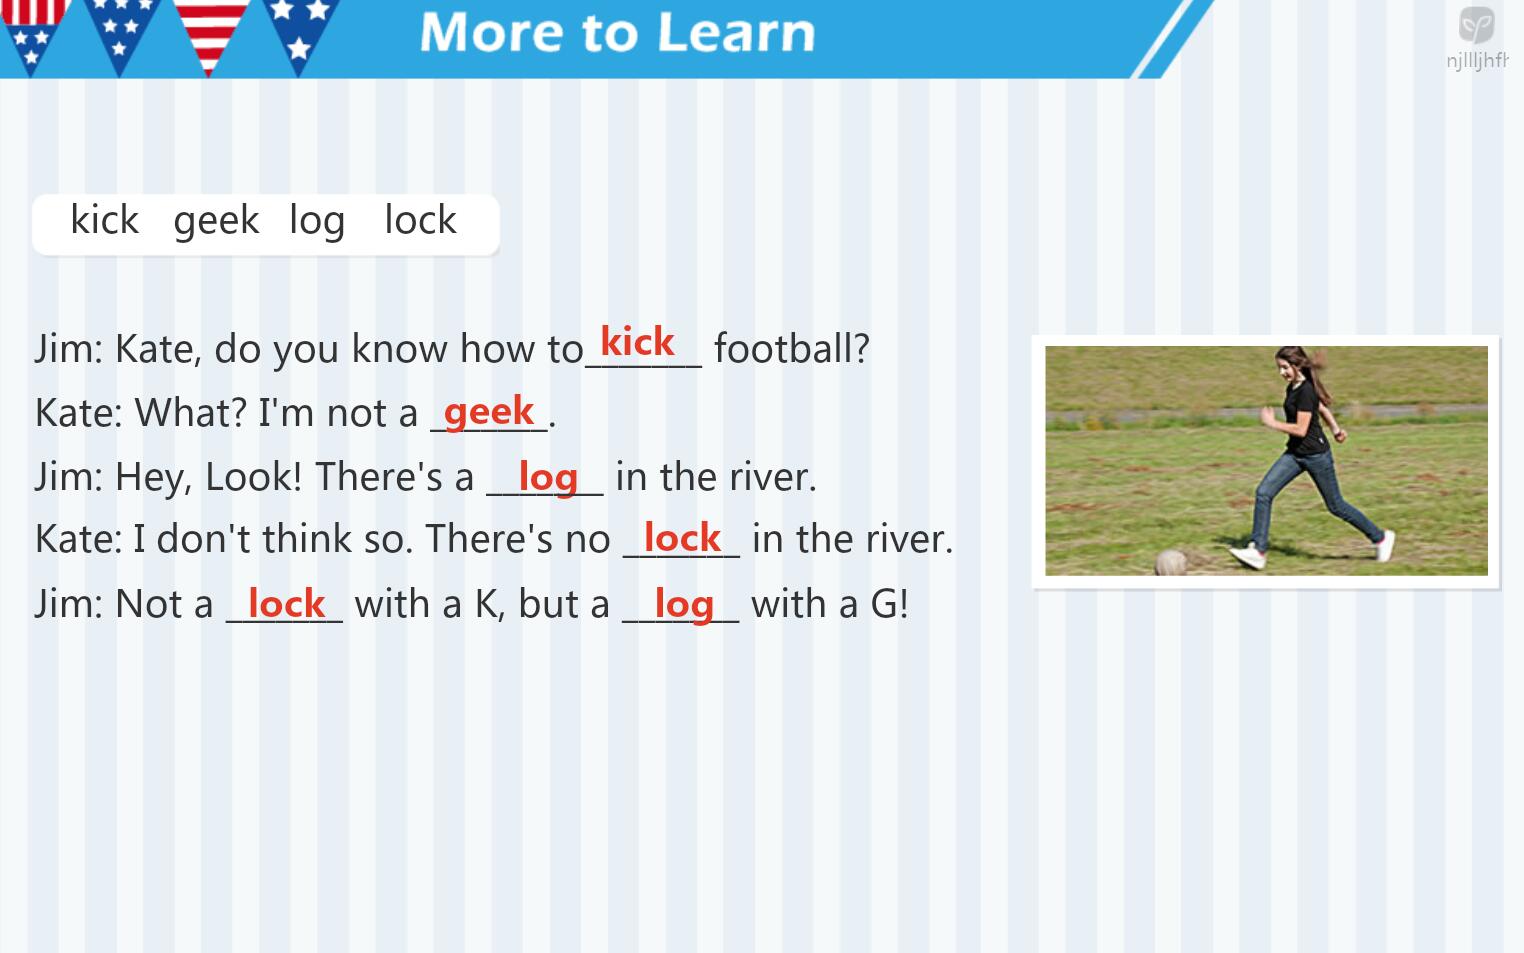 More to Learn
njllljhfh
kick geek log lock
Jim: Kate, do you know how to kick football?
Kate: What? I'm not a geek.
Jim: Hey, Look! There's a log in the river.
Kate: I don't think so. There's no lock in the river.
Jim: Not a lock with a K, but a log with a G!